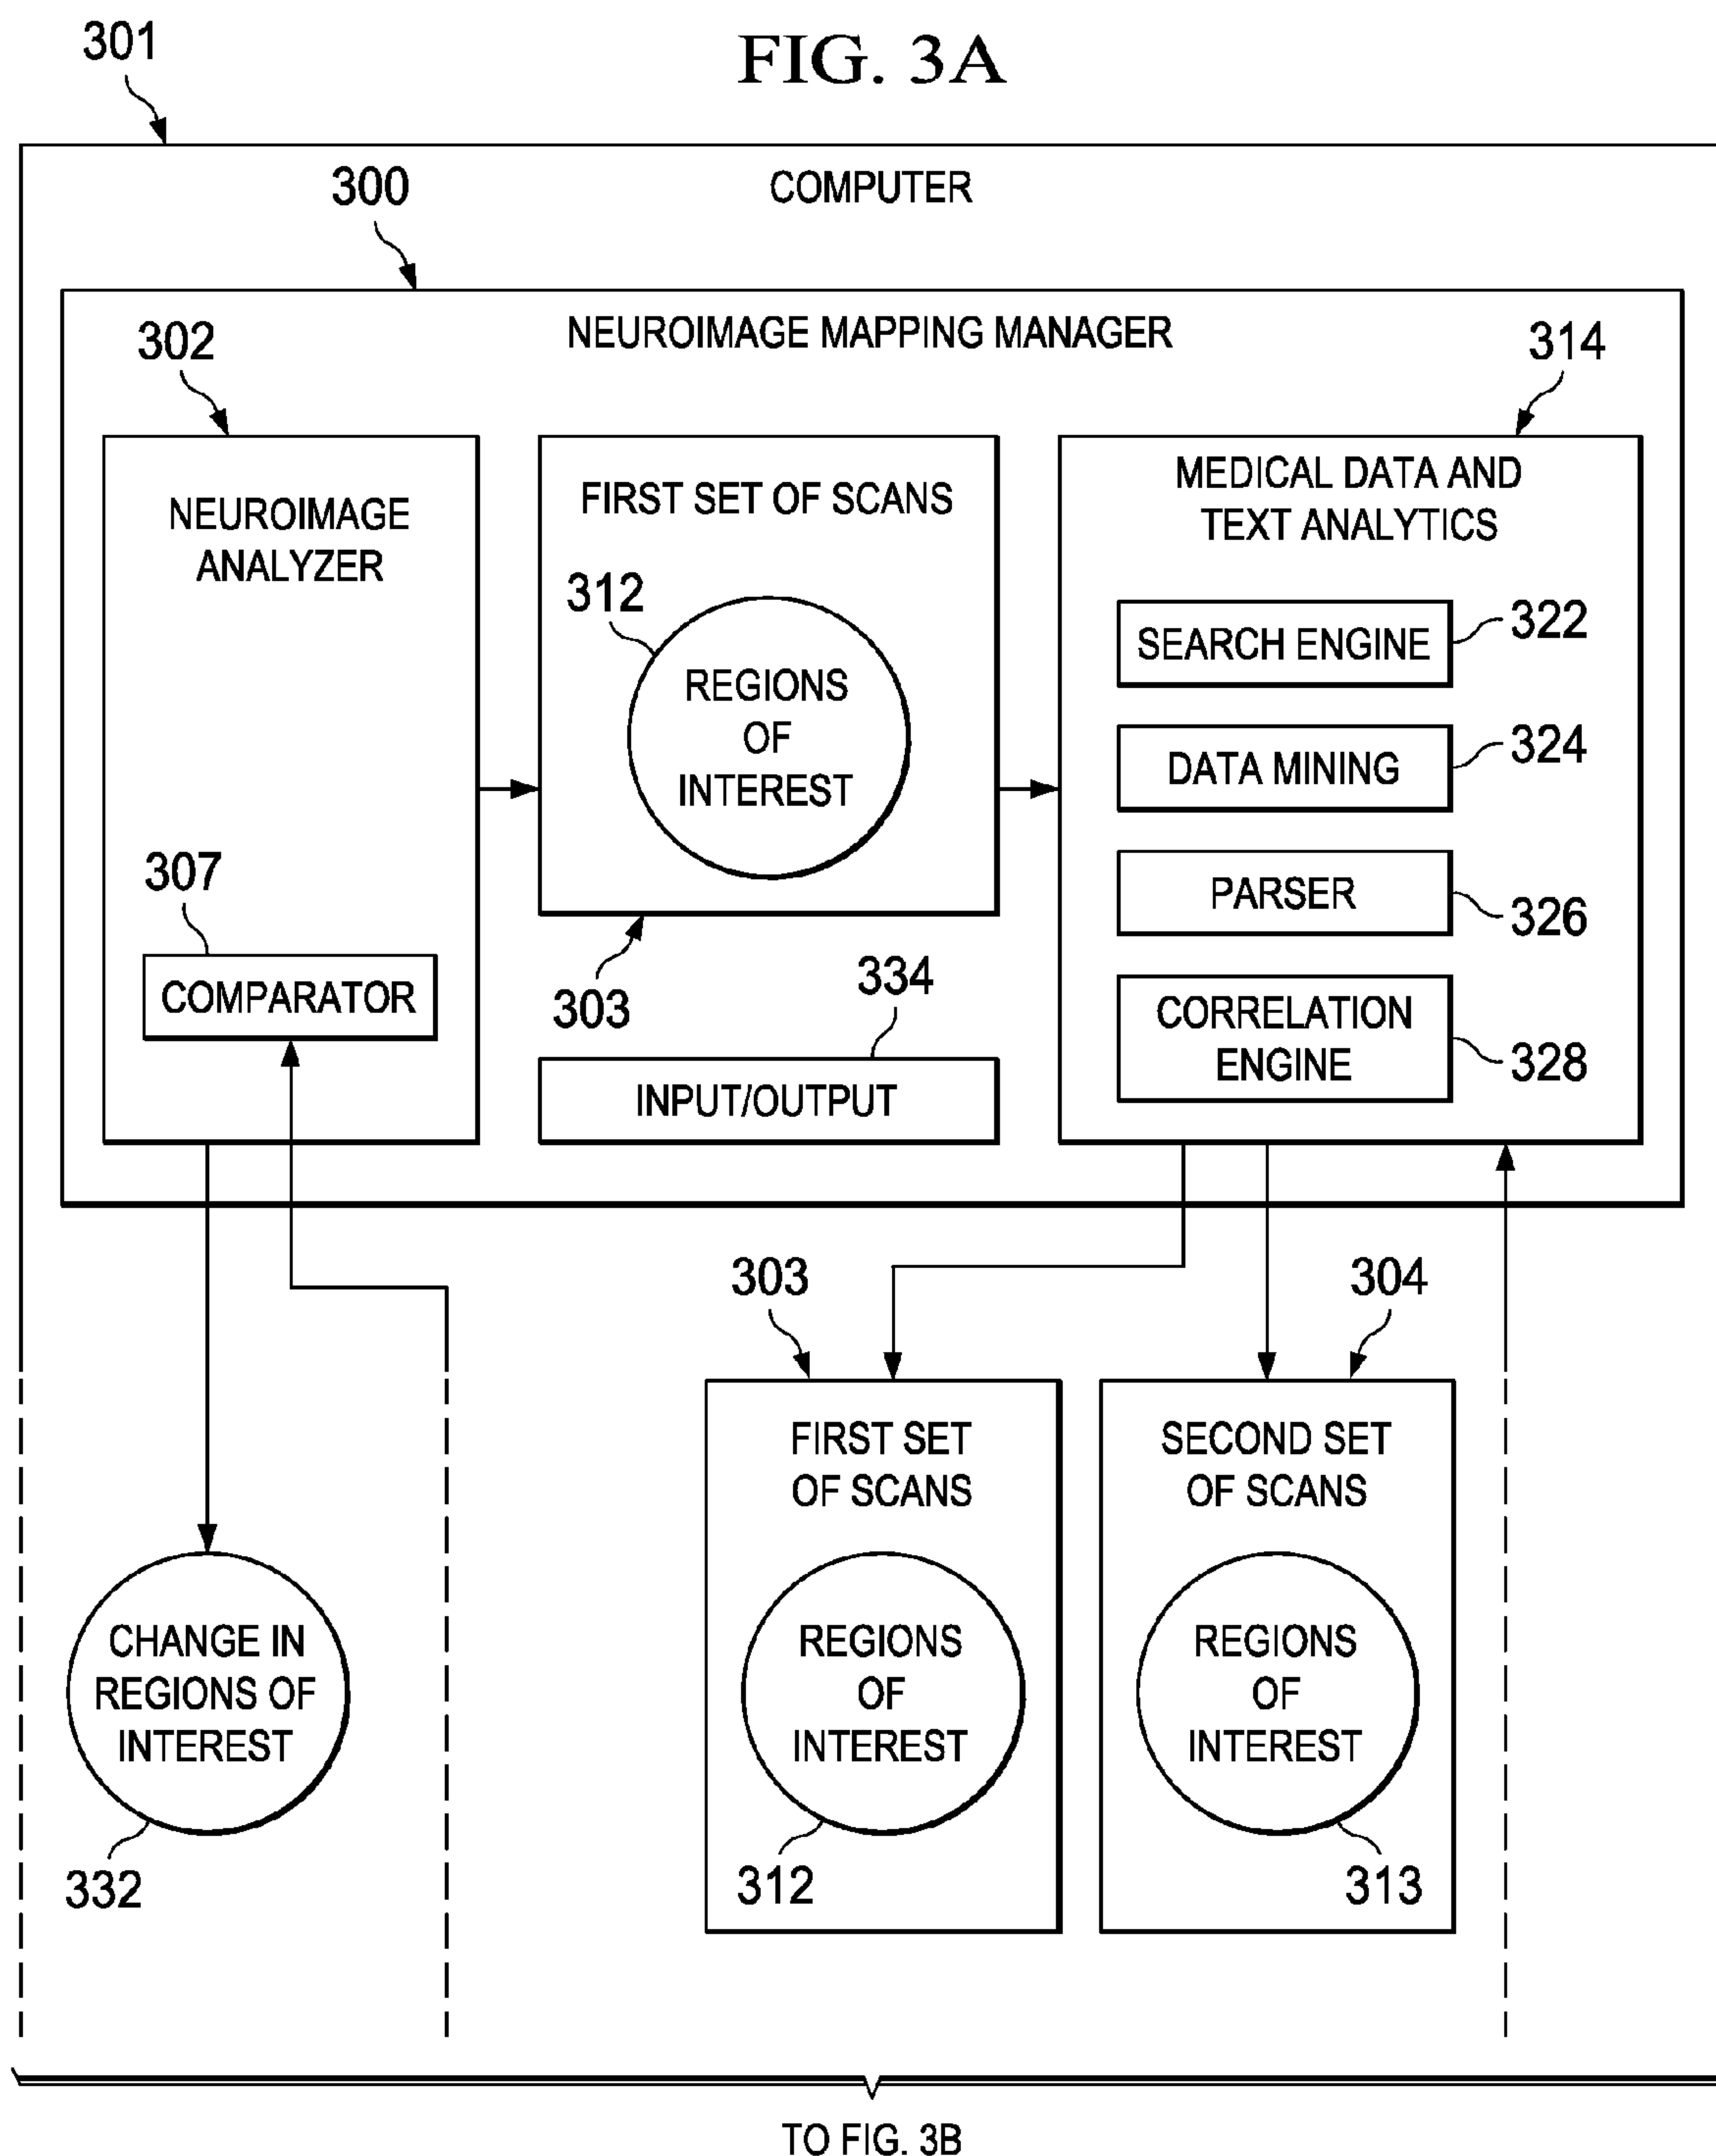 FIG. 3A
301
COMPUTER
300
NEUROIMAGE MAPPING MANAGER
302
314
NEUROIMAGE
ANALYZER
FIRST SET OF SCANS
312
REGIONS
OF
INTEREST
MEDICAL DATA AND
TEXT ANALYTICS
SEARCH ENGINE
322
DATA MINING
324
PARSER
326
CORRELATION
ENGINE
328
307
COMPARATOR
303
334
INPUT/OUTPUT
303
304
FIRST SET
OF SCANS
REGIONS
OF
INTEREST
312
SECOND SET
OF SCANS
REGIONS
OF
INTEREST
313
CHANGE IN
REGIONS OF
INTEREST
332
TO FIG. 3B